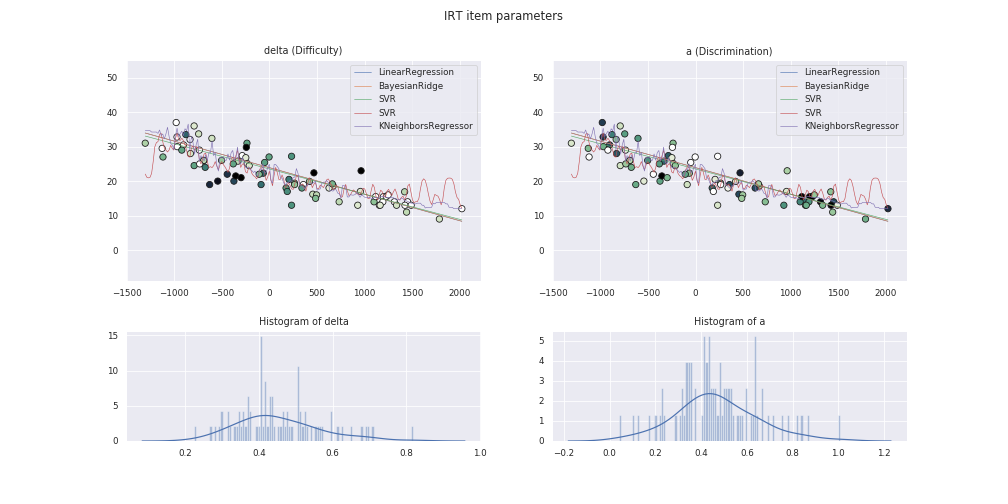 IRT item parameters
delta (Difficulty)
50
40
30
20
10
0
LinearRegression
BayesianRidge
SVR
SVR
KNeighborsRegressor
−1500 −1000 −500 0 500 1000 1500 2000
a (Discrimination)
50
40
30
20
10
0
LinearRegression
BayesianRidge
SVR
SVR
KNeighborsRegressor
−1500 −1000 −500 0 500 1000 1500 2000
Histogram of delta
15
10
5
0
0.2 0.4 0.6 0.8 1.0
Histogram of a
5
4
3
2
1
0
−0.2 0.0 0.2 0.4 0.6 0.8 1.0 1.2